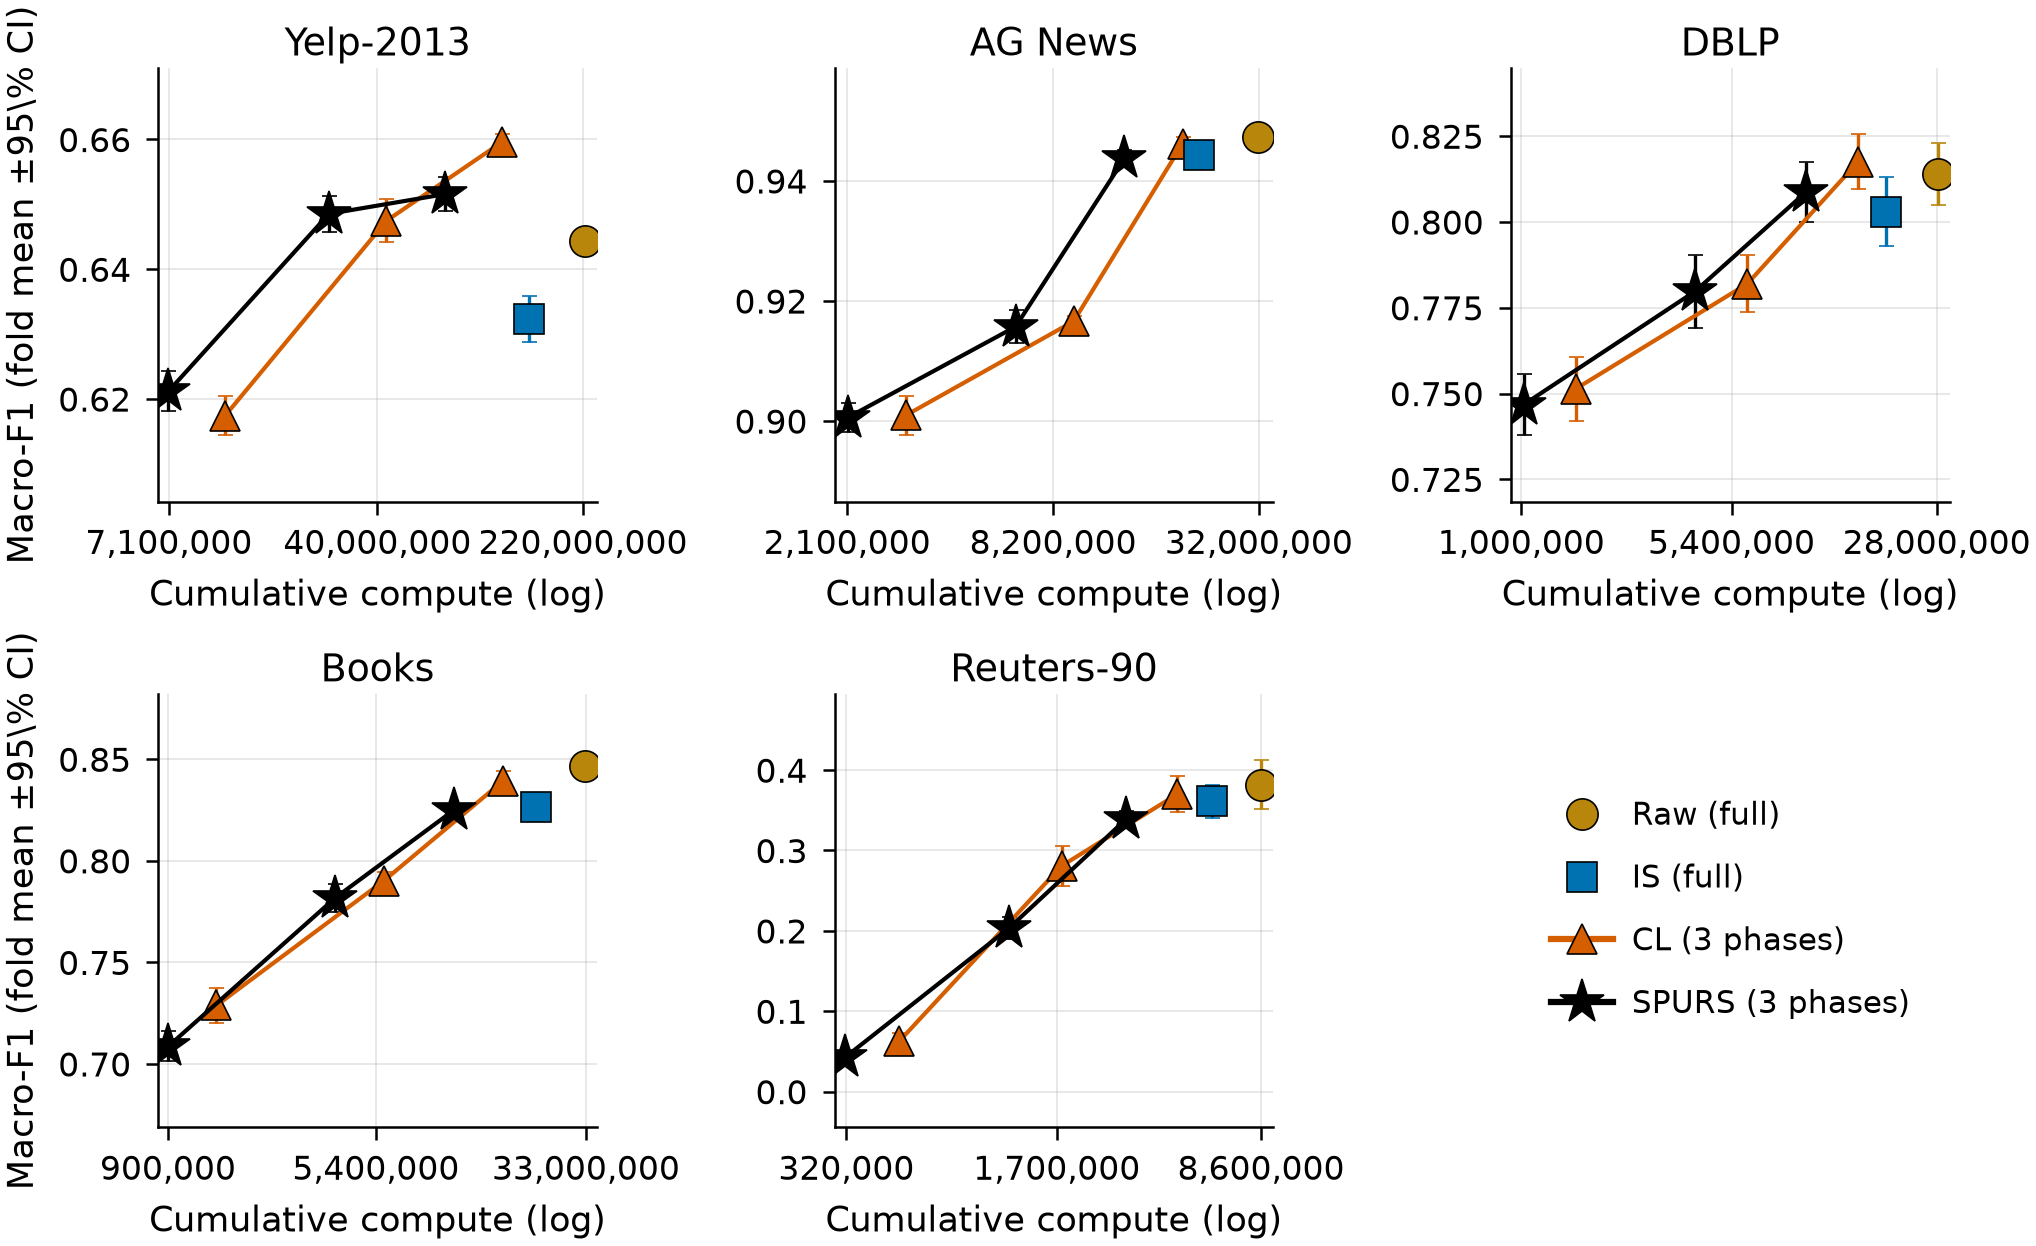 Yelp-2013
AG News
DBLP
Macro-F1 (fold mean ±95\% CI)
0.66
0.64
0.62
0.94
0.92
0.90
0.825
0.800
0.775
0.750
0.725
7,100,000
40,000,000
220,000,000
2,100,000
8,200,000
32,000,000
1,000,000
5,400,000
28,000,000
Cumulative compute (log)
Cumulative compute (log)
Cumulative compute (log)
Books
Reuters-90
Macro-F1 (fold mean ±95\% CI)
0.85
0.80
0.75
0.70
0.4
0.3
0.2
0.1
0.0
Raw (full)
IS (full)
CL (3 phases)
SPURS (3 phases)
900,000
5,400,000
33,000,000
320,000
1,700,000
8,600,000
Cumulative compute (log)
Cumulative compute (log)